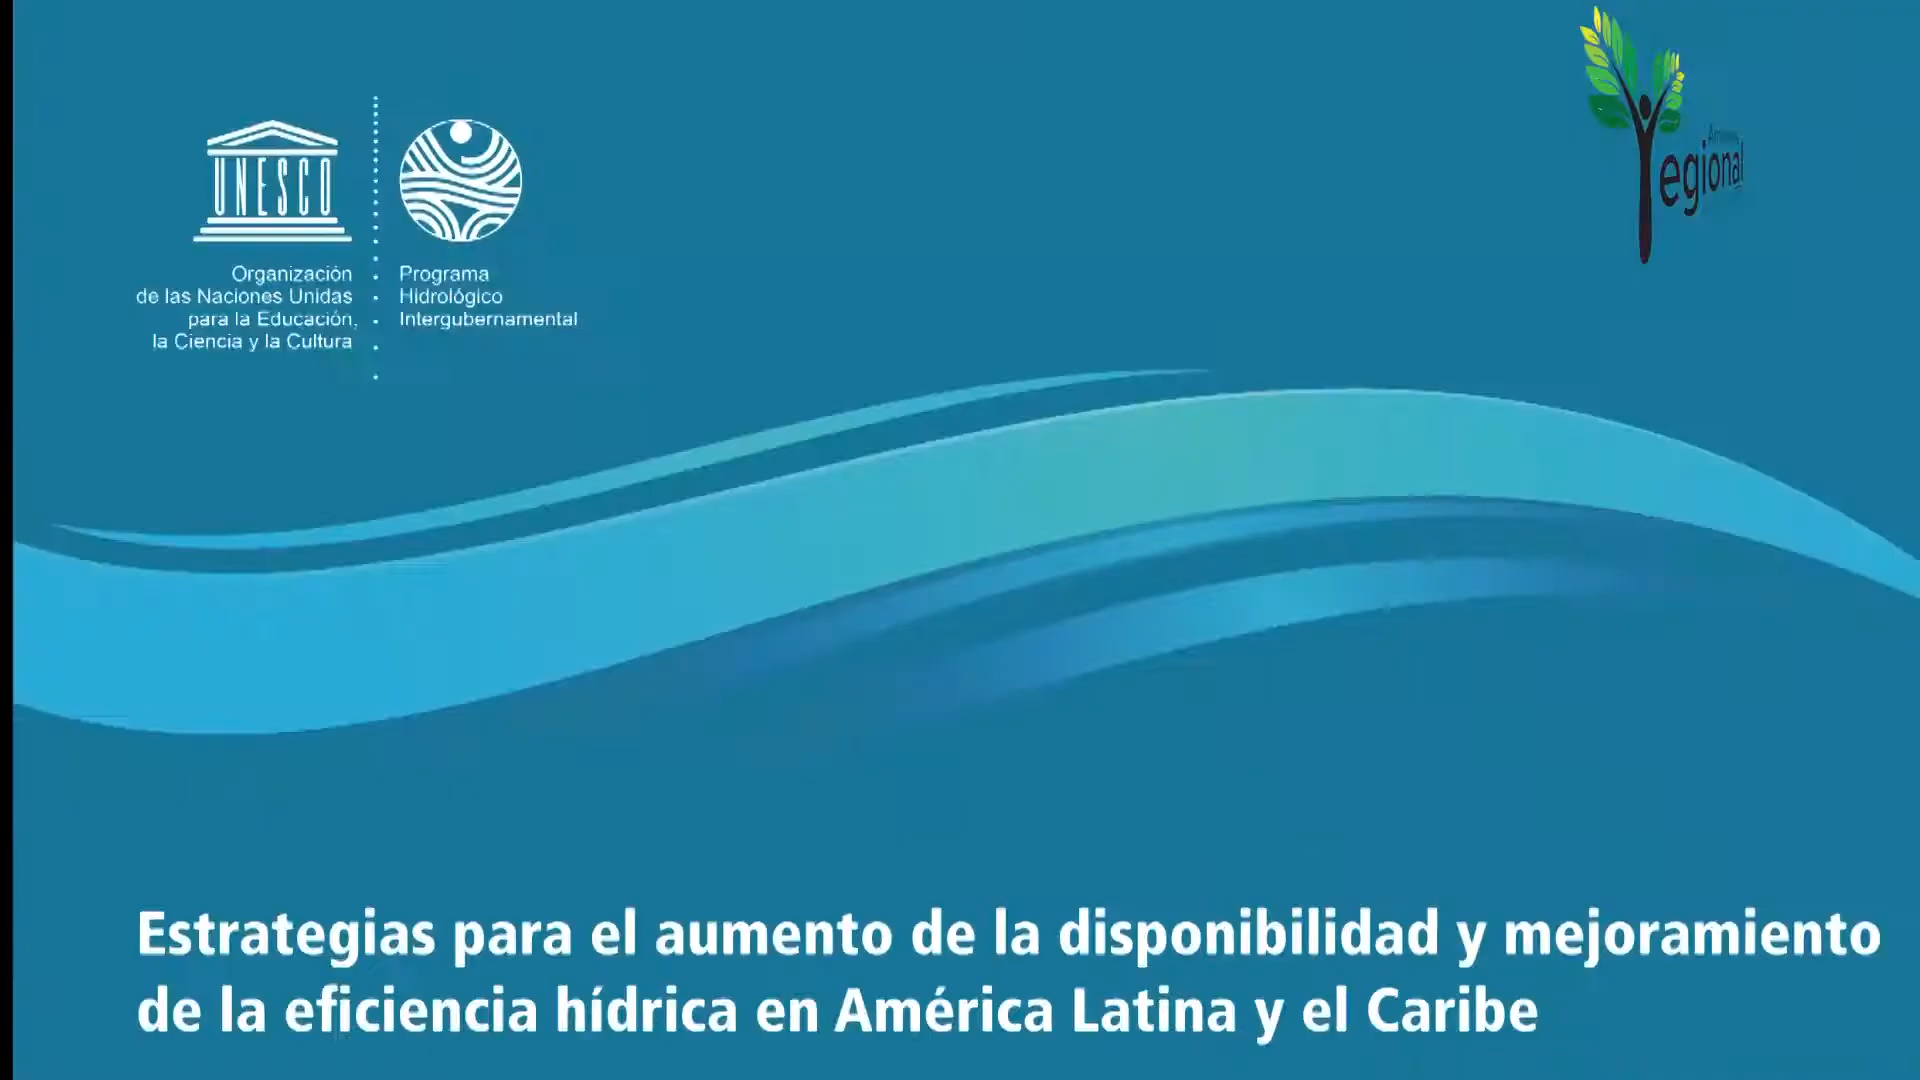 UNESCO
Organización
de las Naciones Unidas
para la Educación,
la Ciencia y la Cultura
Programa
Hidrológico
Intergubernamental
egional
Estrategias para el aumento de la disponibilidad y mejoramiento
de la eficiencia hídrica en América Latina y el Caribe